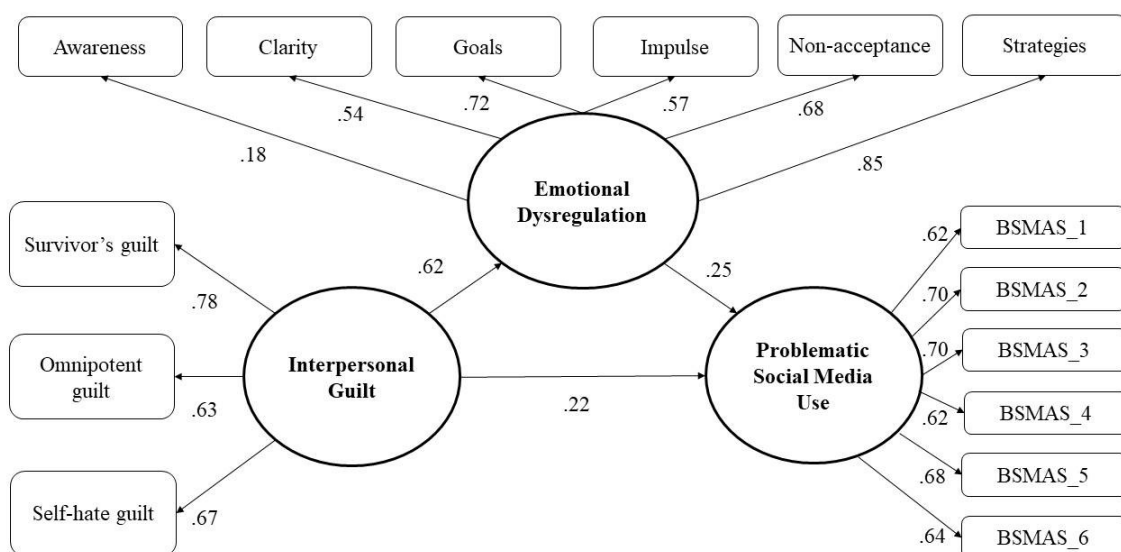 Awareness
Clarity
Goals
Impulse
Non-acceptance
Strategies
.18
.54
.72
.57
.68
.85
Emotional
Dysregulation
Survivor’s guilt
.78
Omnipotent
guilt
.63
Self-hate guilt
.67
Interpersonal
Guilt
.62
.25
.22
Problematic
Social Media
Use
.62
BSMAS_1
.70
BSMAS_2
.70
BSMAS_3
.62
BSMAS_4
.68
BSMAS_5
.64
BSMAS_6